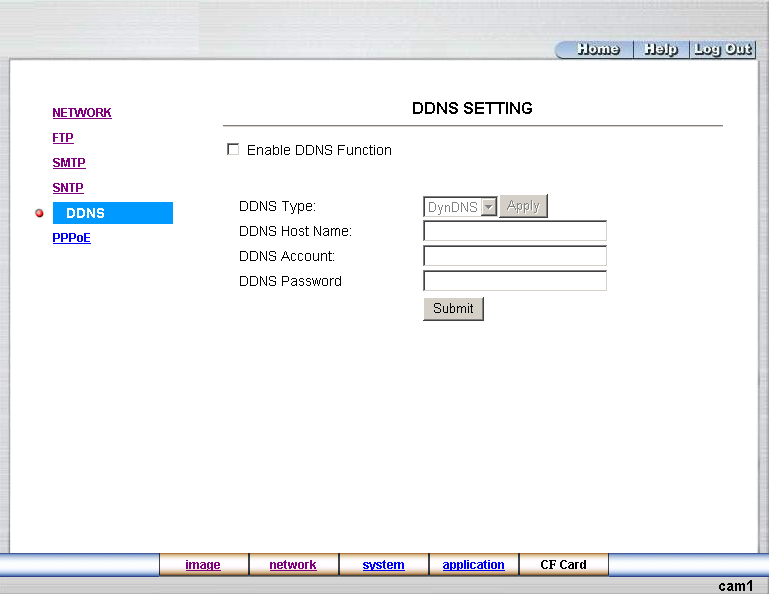 Home Help Log Out
DDNS SETTING
NETWORK
FTP
SMTP
SNTP
DDNS
PPPoE
Enable DDNS Function
DDNS Type: DynDNS Apply
DDNS Host Name:
DDNS Account:
DDNS Password
Submit
image network system application CF Card
cam1